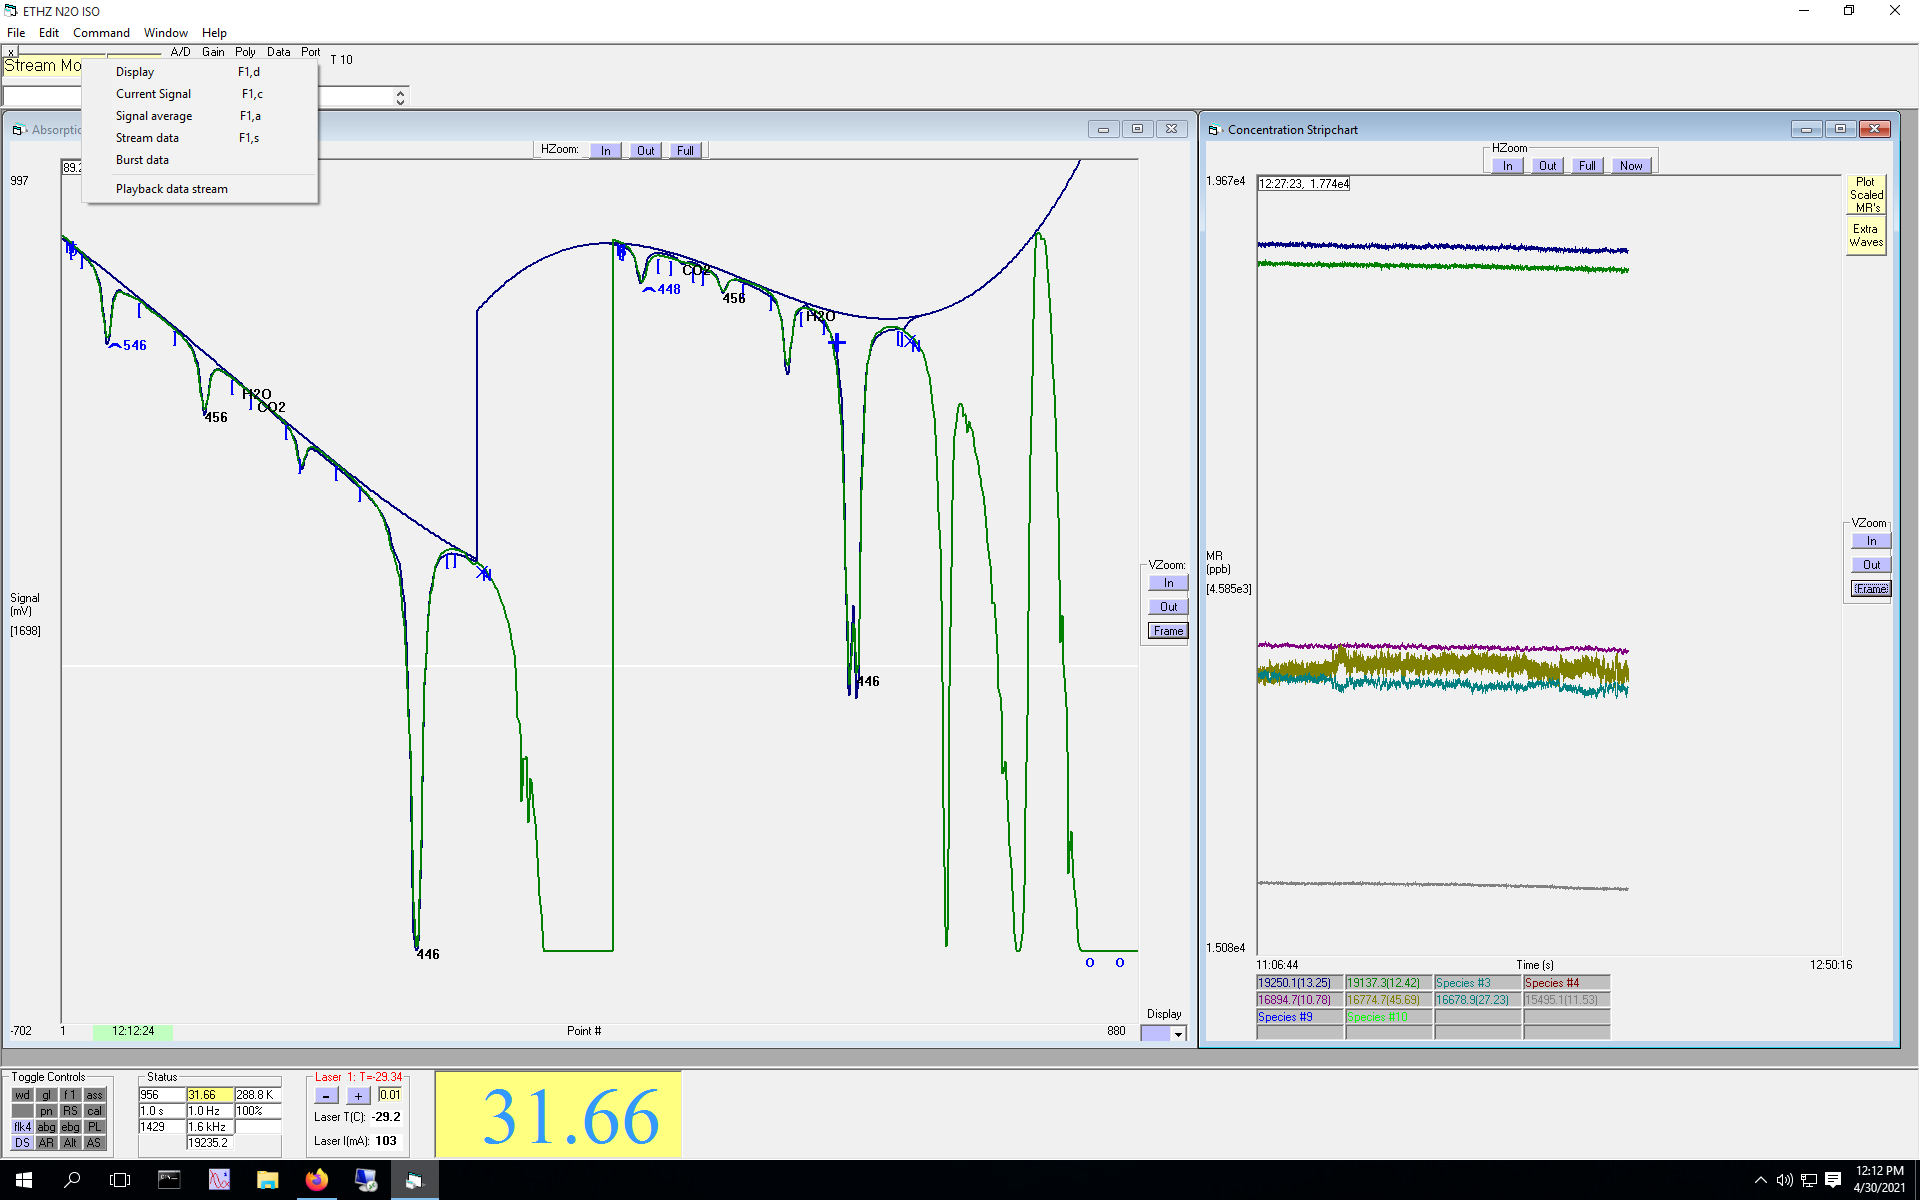 ETHZ N2O ISO
File Edit Command Window Help
x A/D Gain Poly Data Port
Stream Mo T 10
Display F1,d
Current Signal F1,c
Signal average F1,a
Stream data F1,s
Burst data
Playback data stream
Absorptio
HZoom: In Out Full
89.2
997
546
456
H2O
CO2
446
448
CO2
456
H2O
446
Signal
(mV)
[1698]
-702
1
12:12:24
Point #
880
VZoom:
In
Out
Frame
Display
Concentration Stripchart
HZoom
In Out Full Now
1.967e4
12:27:23, 1.774e4
Plot
Scaled
MR's
Extra
Waves
MR
(ppb)
[4.585e3]
VZoom
In
Out
Frame
1.508e4
11:06:44 Time (s) 12:50:16
19250.1(13.25) 19137.3(12.42) Species #3 Species #4
16894.7(10.78) 16774.7(45.69) 16678.9(27.23) 15495.1(11.53)
Species #9 Species #10
Toggle Controls
wd gl f1 ass
pn RS cal
flk4 abg ebg PL
DS AR Alt AS
Status
956 31.66 288.8 K
1.0 s 1.0 Hz 100%
1429 1.6 kHz
19235.2
Laser 1: T=-29.34
- + 0.01
Laser T(C): -29.2
Laser I(mA): 103
31.66
12:12 PM
4/30/2021